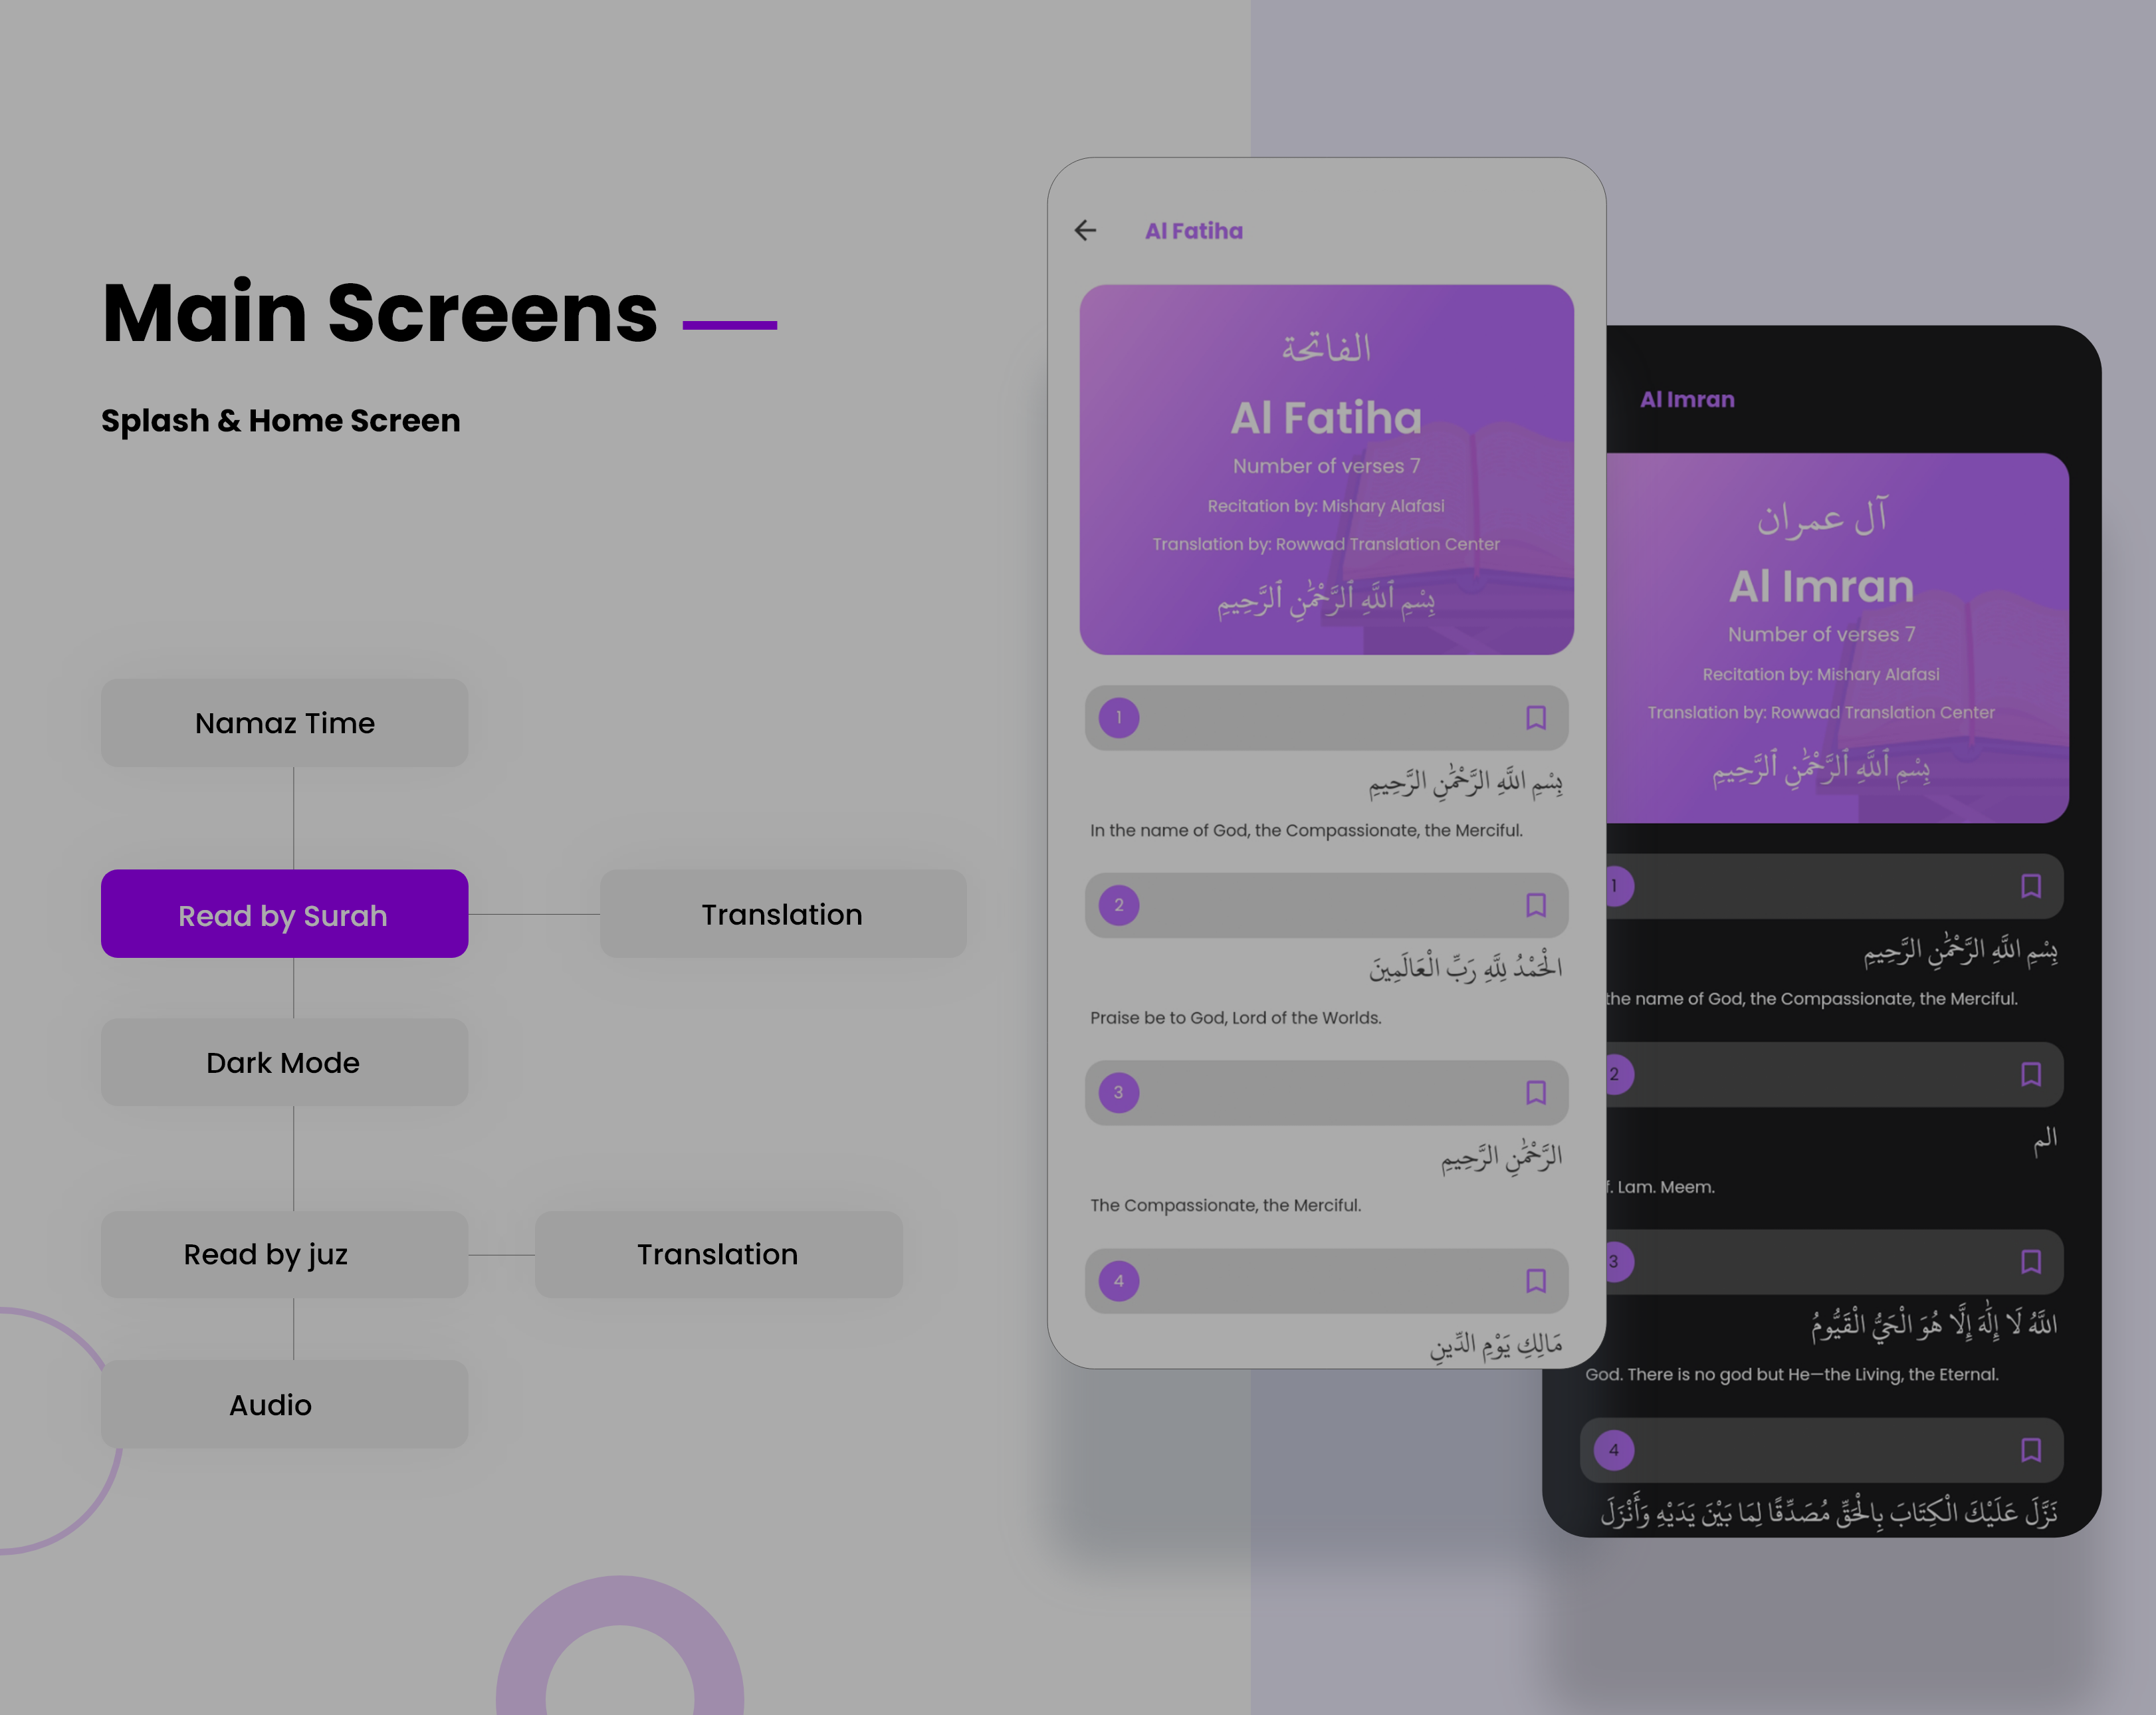 Main Screens
Splash & Home Screen
Namaz Time
Read by Surah
Translation
Dark Mode
Read by juz
Translation
Audio
Al Fatiha
الفاتحة
Al Fatiha
Number of verses 7
Recitation by: Mishary Alafasi
Translation by: Rowwad Translation Center
بِسْمِ ٱللَّهِ ٱلرَّحْمَٰنِ ٱلرَّحِيمِ
1
بِسْمِ اللَّهِ الرَّحْمَٰنِ الرَّحِيمِ
In the name of God, the Compassionate, the Merciful.
2
الْحَمْدُ لِلَّهِ رَبِّ الْعَالَمِينَ
Praise be to God, Lord of the Worlds.
3
الرَّحْمَٰنِ الرَّحِيمِ
The Compassionate, the Merciful.
4
مَالِكِ يَوْمِ الدِّينِ
Al Imran
آل عمران
Al Imran
Number of verses 7
Recitation by: Mishary Alafasi
Translation by: Rowwad Translation Center
بِسْمِ ٱللَّهِ ٱلرَّحْمَٰنِ ٱلرَّحِيمِ
1
بِسْمِ اللَّهِ الرَّحْمَٰنِ الرَّحِيمِ
the name of God, the Compassionate, the Merciful.
2
الم
f. Lam. Meem.
3
اللَّهُ لَا إِلَٰهَ إِلَّا هُوَ الْحَيُّ الْقَيُّومُ
God. There is no god but He—the Living, the Eternal.
4
نَزَّلَ عَلَيْكَ الْكِتَابَ بِالْحَقِّ مُصَدِّقًا لِمَا بَيْنَ يَدَيْهِ وَأَنْزَلَ